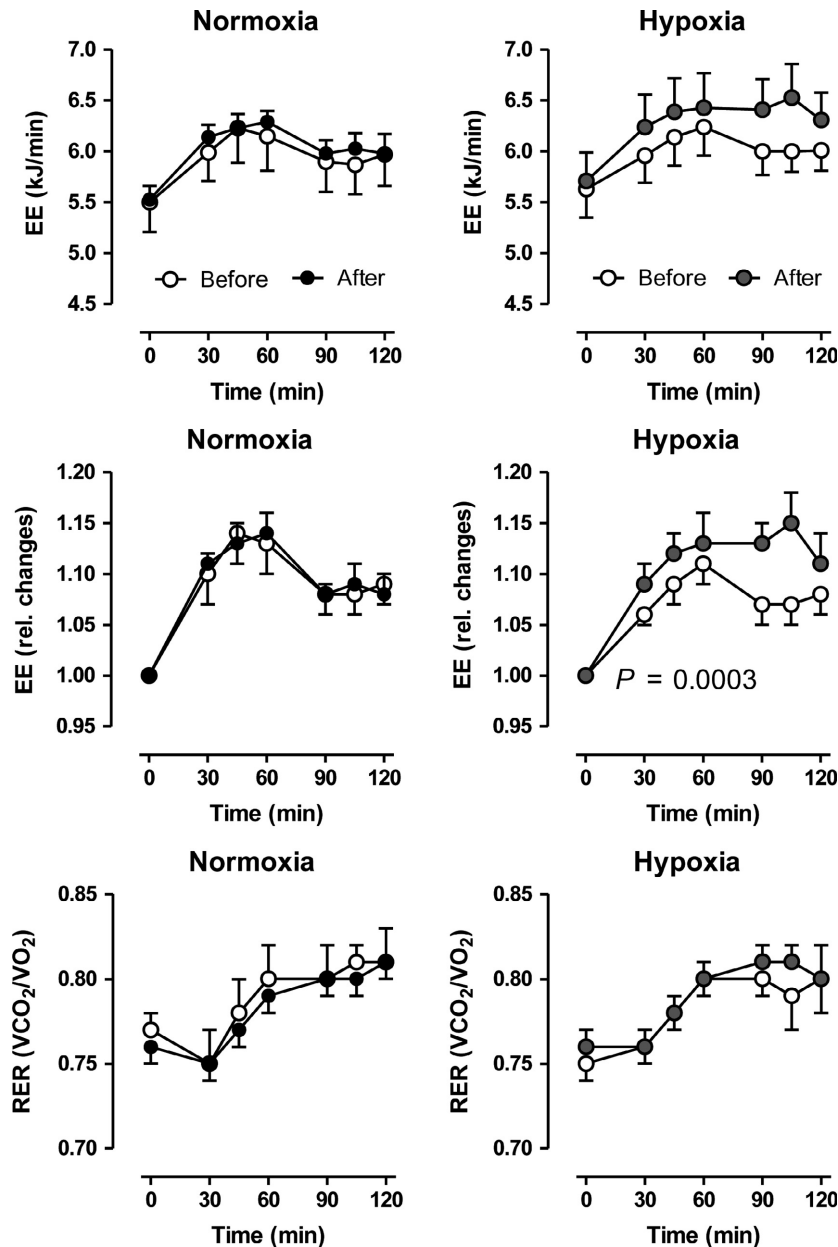 Normoxia
Hypoxia
7.0
6.5
6.0
5.5
5.0
4.5
EE (kJ/min)
Before After
0 30 60 90 120
Time (min)
7.0
6.5
6.0
5.5
5.0
4.5
EE (kJ/min)
Before After
0 30 60 90 120
Time (min)
Normoxia
Hypoxia
1.20
1.15
1.10
1.05
1.00
0.95
EE (rel. changes)
0 30 60 90 120
Time (min)
1.20
1.15
1.10
1.05
1.00
0.95
EE (rel. changes)
P = 0.0003
0 30 60 90 120
Time (min)
Normoxia
Hypoxia
0.85
0.80
0.75
0.70
RER (VCO₂/VO₂)
0 30 60 90 120
Time (min)
0.85
0.80
0.75
0.70
RER (VCO₂/VO₂)
0 30 60 90 120
Time (min)